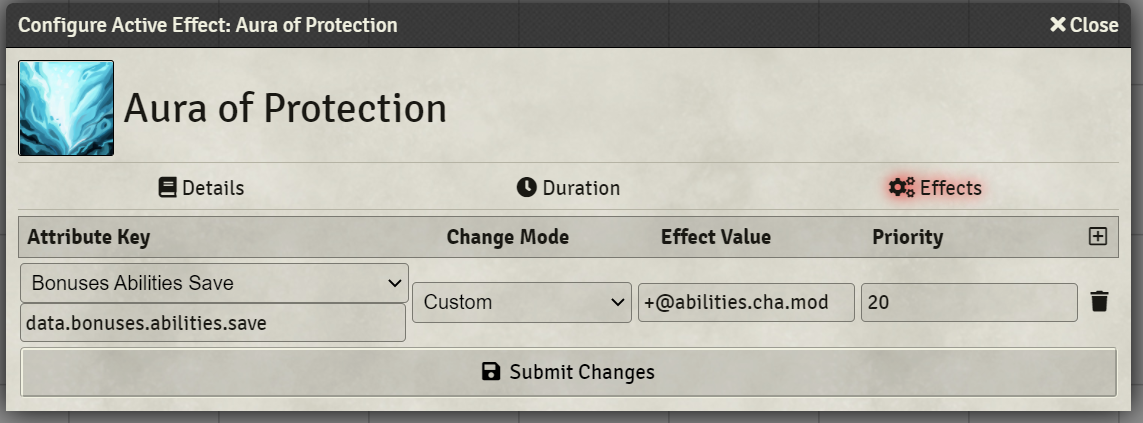 Configure Active Effect: Aura of Protection
Close
Aura of Protection
Details
Duration
Effects
Attribute Key
Change Mode
Effect Value
Priority
Bonuses Abilities Save
data.bonuses.abilities.save
Custom
+@abilities.cha.mod
20
Submit Changes